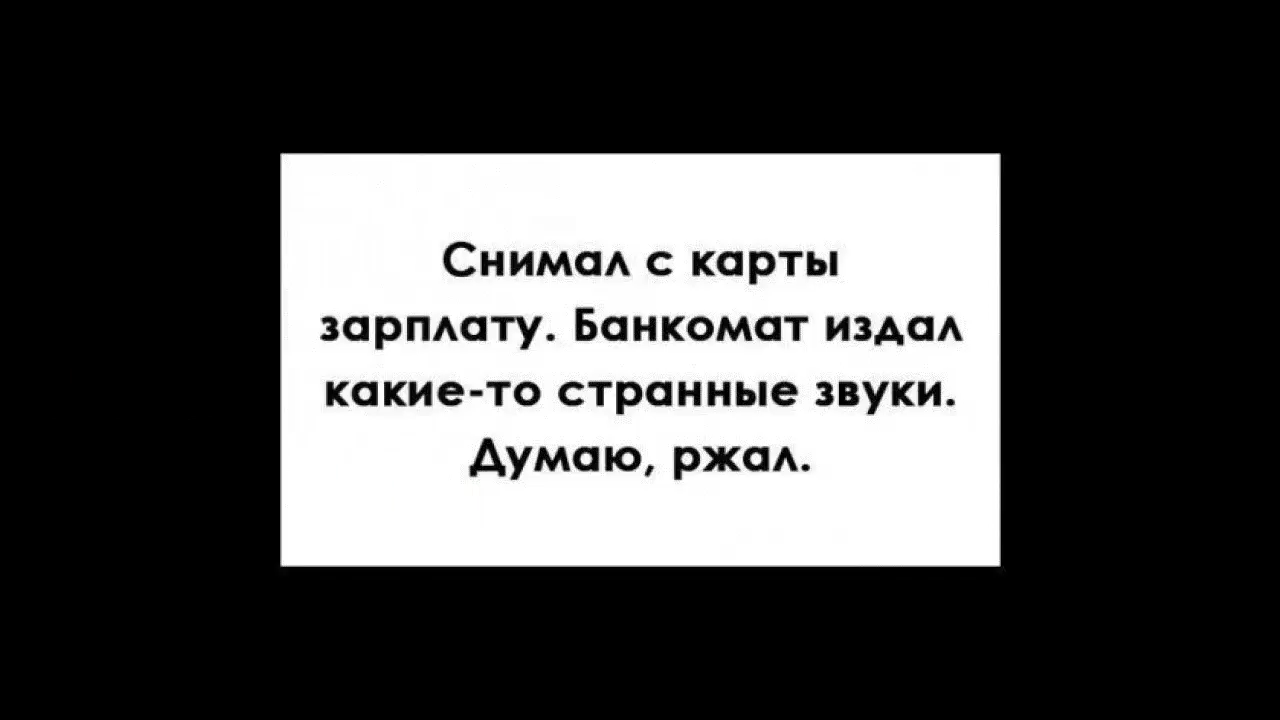 Снимал с карты
зарплату. Банкомат издал
какие-то странные звуки.
Думаю, ржал.